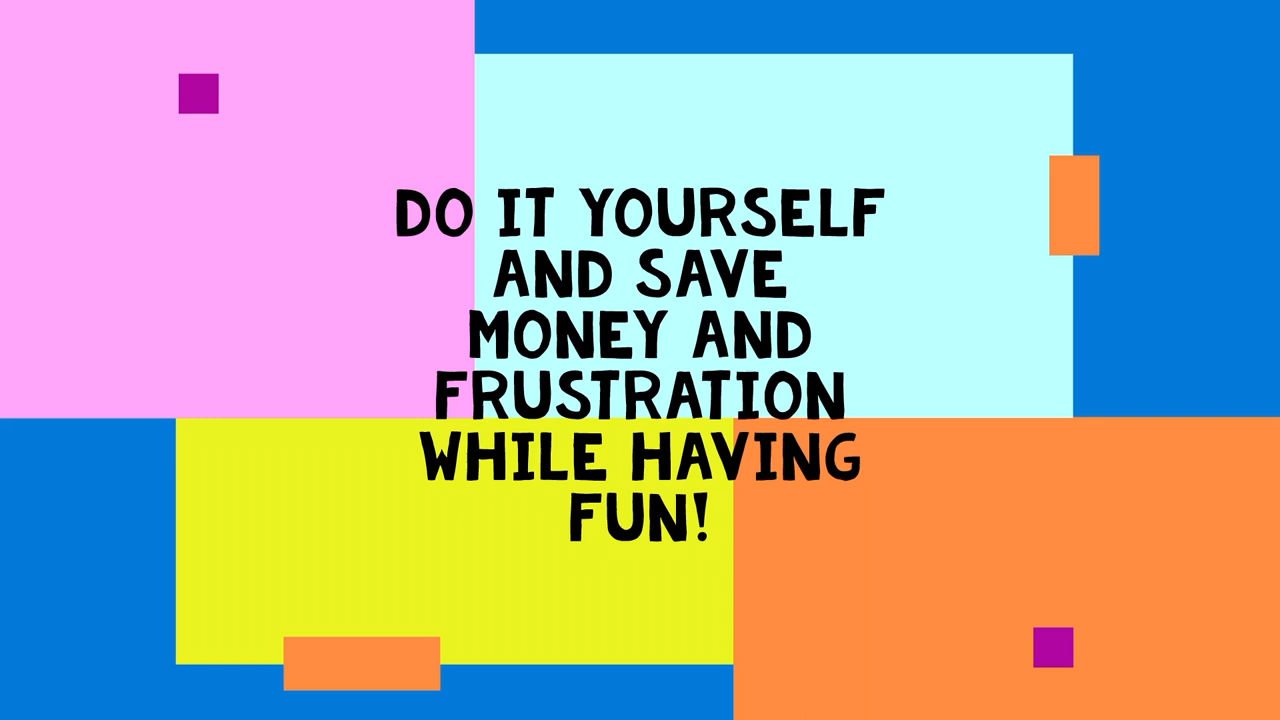 DO IT YOURSELF
AND SAVE
MONEY AND
FRUSTRATION
WHILE HAVING
FUN!